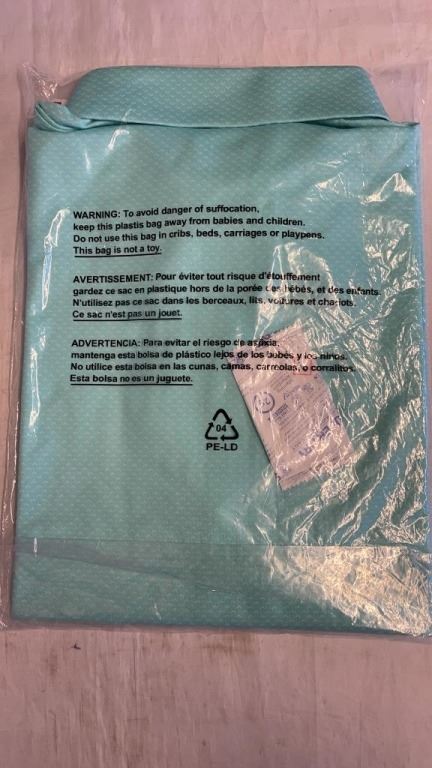 WARNING: To avoid danger of suffocation,
keep this plastis bag away from babies and children.
Do not use this bag in cribs, beds, carriages or playpens.
This bag is not a toy.
AVERTISSEMENT: Pour éviter tout risque d'étouffement
gardez ce sac en plastique hors de la porée des bébés, et des enfants.
N'utilizes pas ce sac dans les berceaux, lits, voitures et chariots.
Ce sac n'est pas un jouet.
ADVERTENCIA: Para evitar el riesgo de asfixia,
mantenga esta bolsa de plástico lejos de los bebés y los ninos.
No utilice esta bolsa en las cunas, camas, carreolas, o corralitos.
Esta bolsa no es un juguete.
04
PE-LD